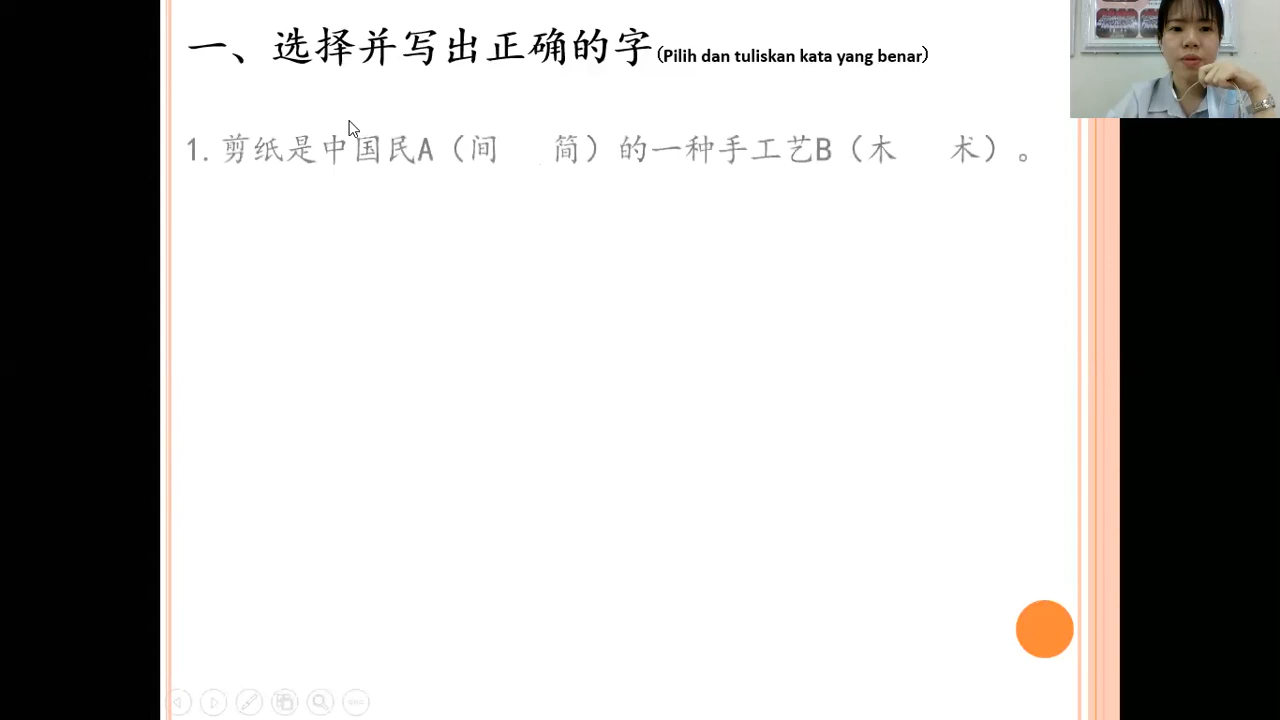 一、选择并写出正确的字(Pilih dan tuliskan kata yang benar)
1. 剪纸是中国民A（间 简）的一种手工艺B（木 术）。